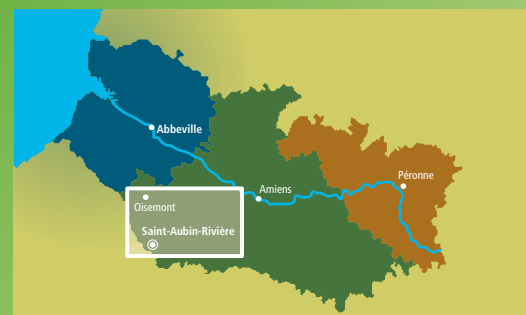 Abbeville
Péronne
Amiens
Oisemont
Saint-Aubin-Rivière